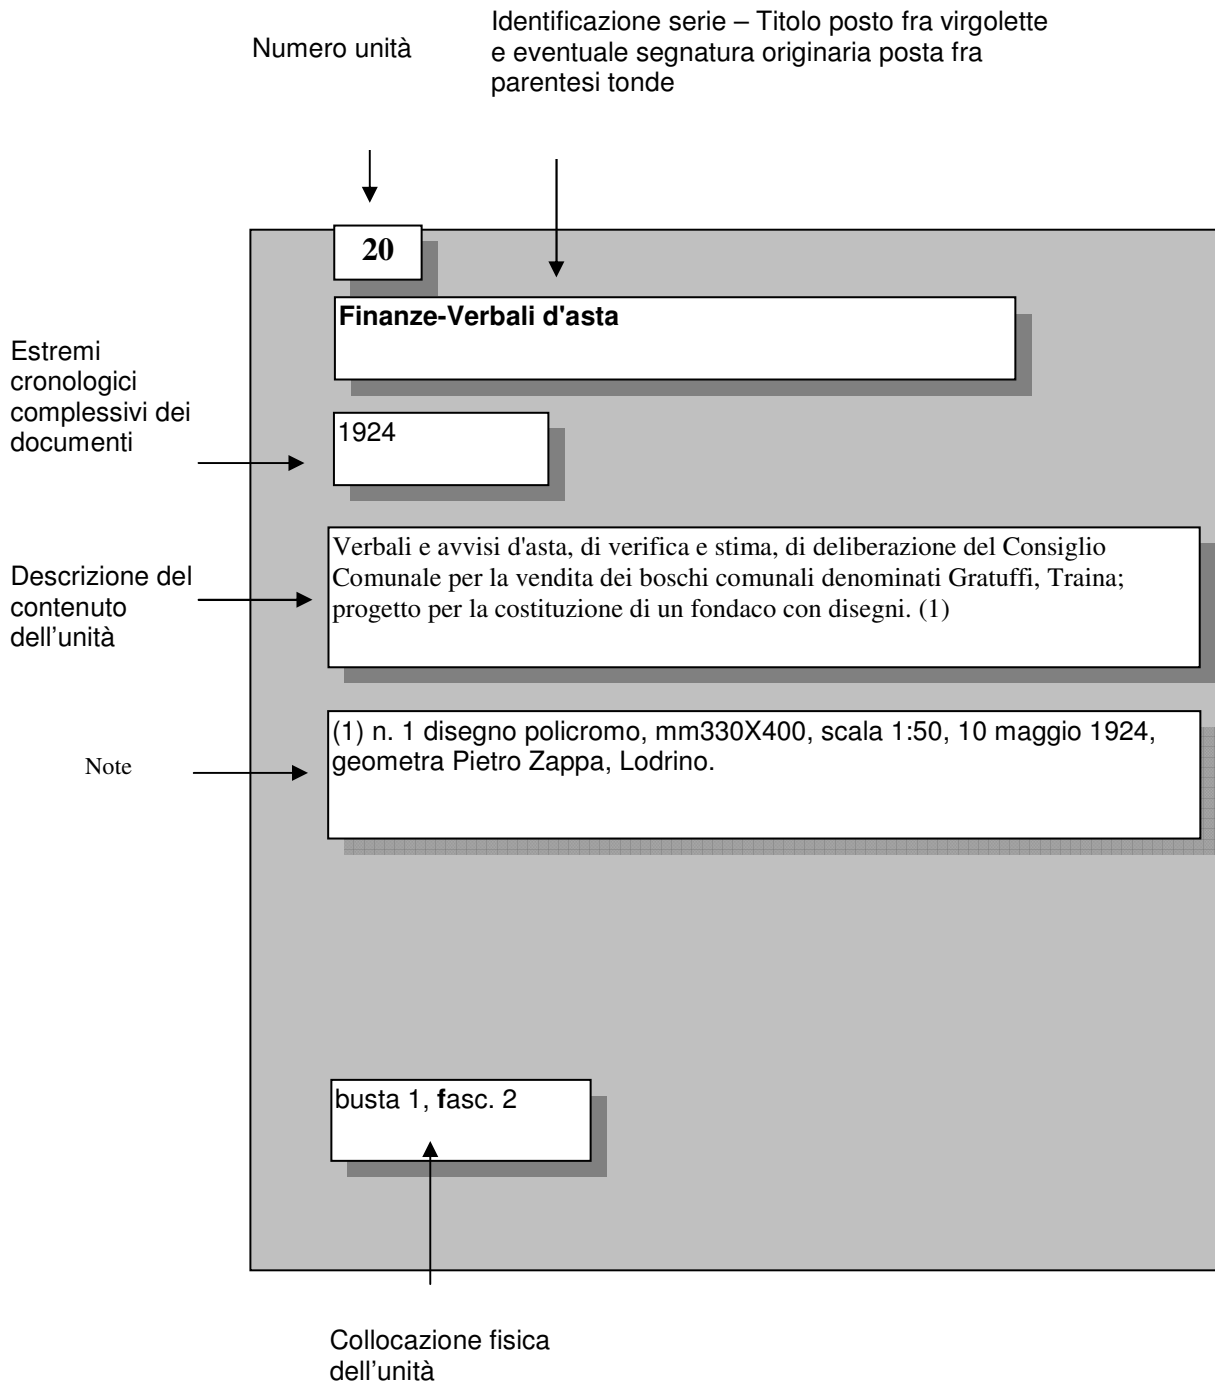 Numero unità
Identificazione serie – Titolo posto fra virgolette
e eventuale segnatura originaria posta fra
parentesi tonde
20
Finanze-Verbali d'asta
Estremi
cronologici
complessivi dei
documenti
1924
Descrizione del
contenuto
dell’unità
Verbali e avvisi d'asta, di verifica e stima, di deliberazione del Consiglio
Comunale per la vendita dei boschi comunali denominati Gratuffi, Traina;
progetto per la costituzione di un fondaco con disegni. (1)
Note
(1) n. 1 disegno policromo, mm330X400, scala 1:50, 10 maggio 1924,
geometra Pietro Zappa, Lodrino.
busta 1, fasc. 2
Collocazione fisica
dell’unità